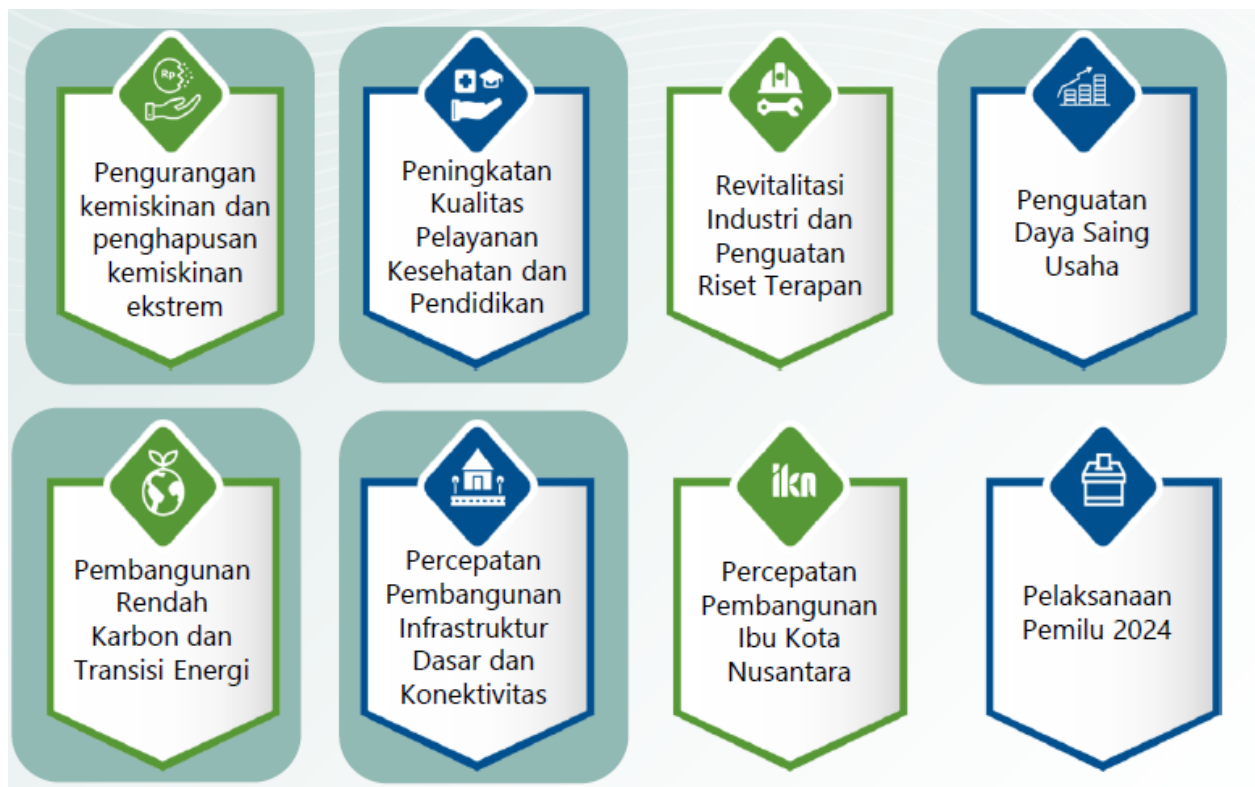 Rp
Pengurangan
kemiskinan dan
penghapusan
kemiskinan
ekstrem
Peningkatan
Kualitas
Pelayanan
Kesehatan dan
Pendidikan
Revitalitasi
Industri dan
Penguatan
Riset Terapan
Penguatan
Daya Saing
Usaha
Pembangunan
Rendah
Karbon dan
Transisi Energi
Percepatan
Pembangunan
Infrastruktur
Dasar dan
Konektivitas
ikn
Percepatan
Pembangunan
Ibu Kota
Nusantara
Pelaksanaan
Pemilu 2024